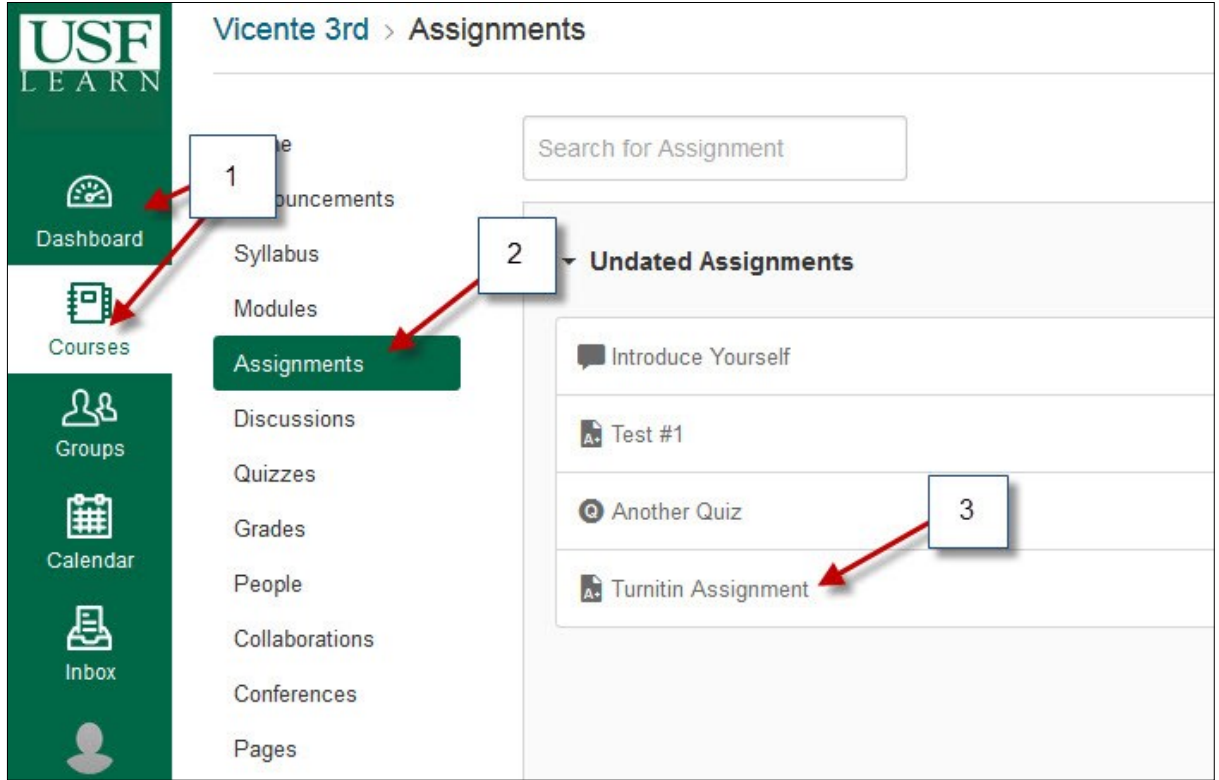 USF
LEARN
Dashboard
Courses
Groups
Calendar
Inbox
Vicente 3rd > Assignments
1
2
3
Syllabus
Modules
Assignments
Discussions
Quizzes
Grades
People
Collaborations
Conferences
Pages
Search for Assignment
Undated Assignments
Introduce Yourself
A+ Test #1
Q Another Quiz
A+ Turnitin Assignment